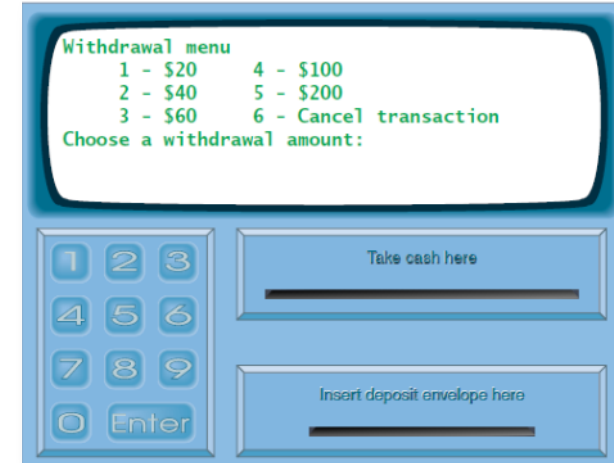 Withdrawal menu
1 - $20 4 - $100
2 - $40 5 - $200
3 - $60 6 - Cancel transaction
Choose a withdrawal amount:
1 2 3
Take cash here
4 5 6
7 8 9
Insert deposit envelope here
0 Enter